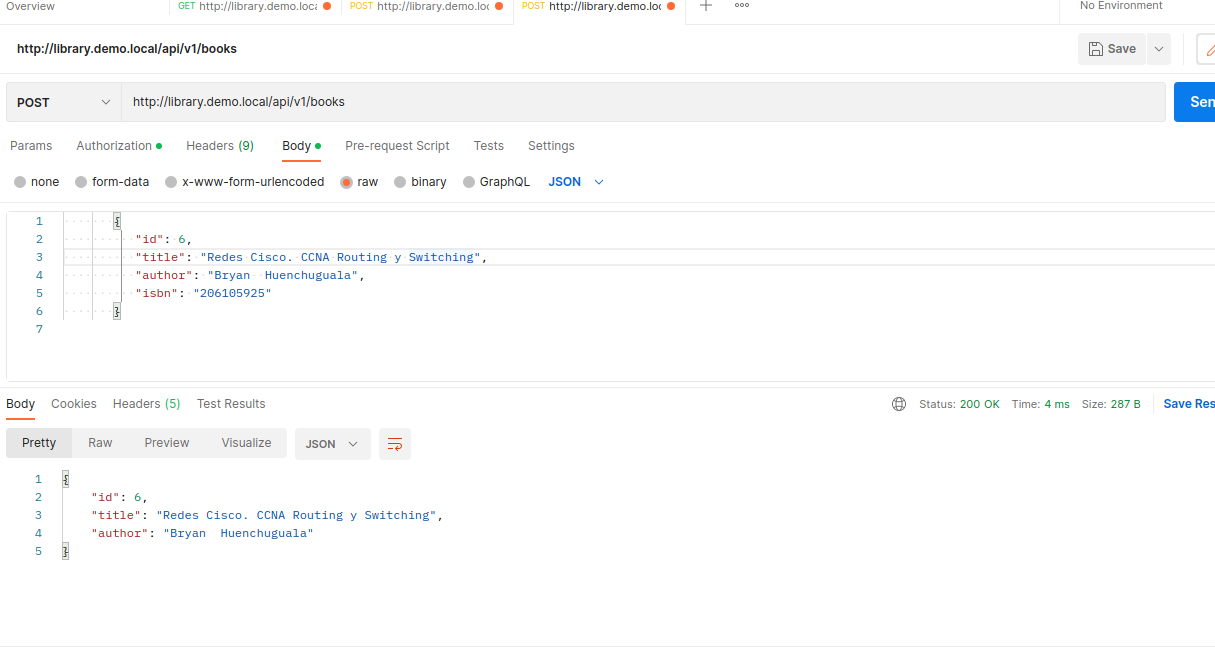 Overview GET http://library.demo.loca POST http://library.demo.loc POST http://library.demo.loc No Environment
http://library.demo.local/api/v1/books Save
POST http://library.demo.local/api/v1/books Sen
Params Authorization Headers (9) Body Pre-request Script Tests Settings
none form-data x-www-form-urlencoded raw binary GraphQL JSON
1 {
2 "id": 6,
3 "title": "Redes Cisco. CCNA Routing y Switching",
4 "author": "Bryan  Huenchuguala",
5 "isbn": "206105925"
6 }
7
Body Cookies Headers (5) Test Results Status: 200 OK Time: 4 ms Size: 287 B Save Res
Pretty Raw Preview Visualize JSON
1 {
2 "id": 6,
3 "title": "Redes Cisco. CCNA Routing y Switching",
4 "author": "Bryan  Huenchuguala"
5 }